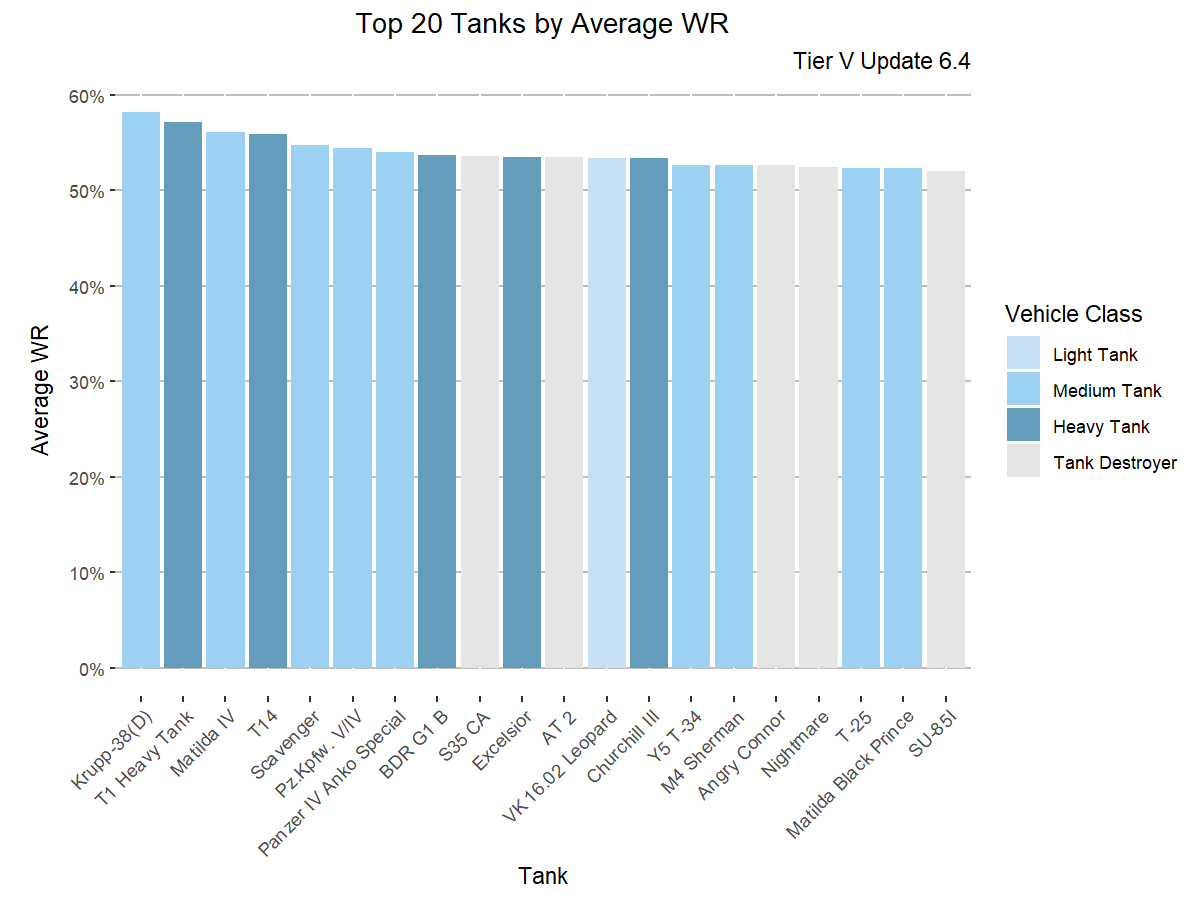 Top 20 Tanks by Average WR
Tier V Update 6.4
60%
50%
40%
30%
20%
10%
0%
Average WR
Krupp-38(D)
T1 Heavy Tank
Matilda IV
T14
Scavenger
Pz.Kpfw. V/IV
Panzer IV Anko Special
BDR G1 B
S35 CA
Excelsior
AT 2
VK 16.02 Leopard
Churchill III
Y5 T-34
M4 Sherman
Angry Connor
Nightmare
T-25
Matilda Black Prince
SU-85I
Tank
Vehicle Class
Light Tank
Medium Tank
Heavy Tank
Tank Destroyer